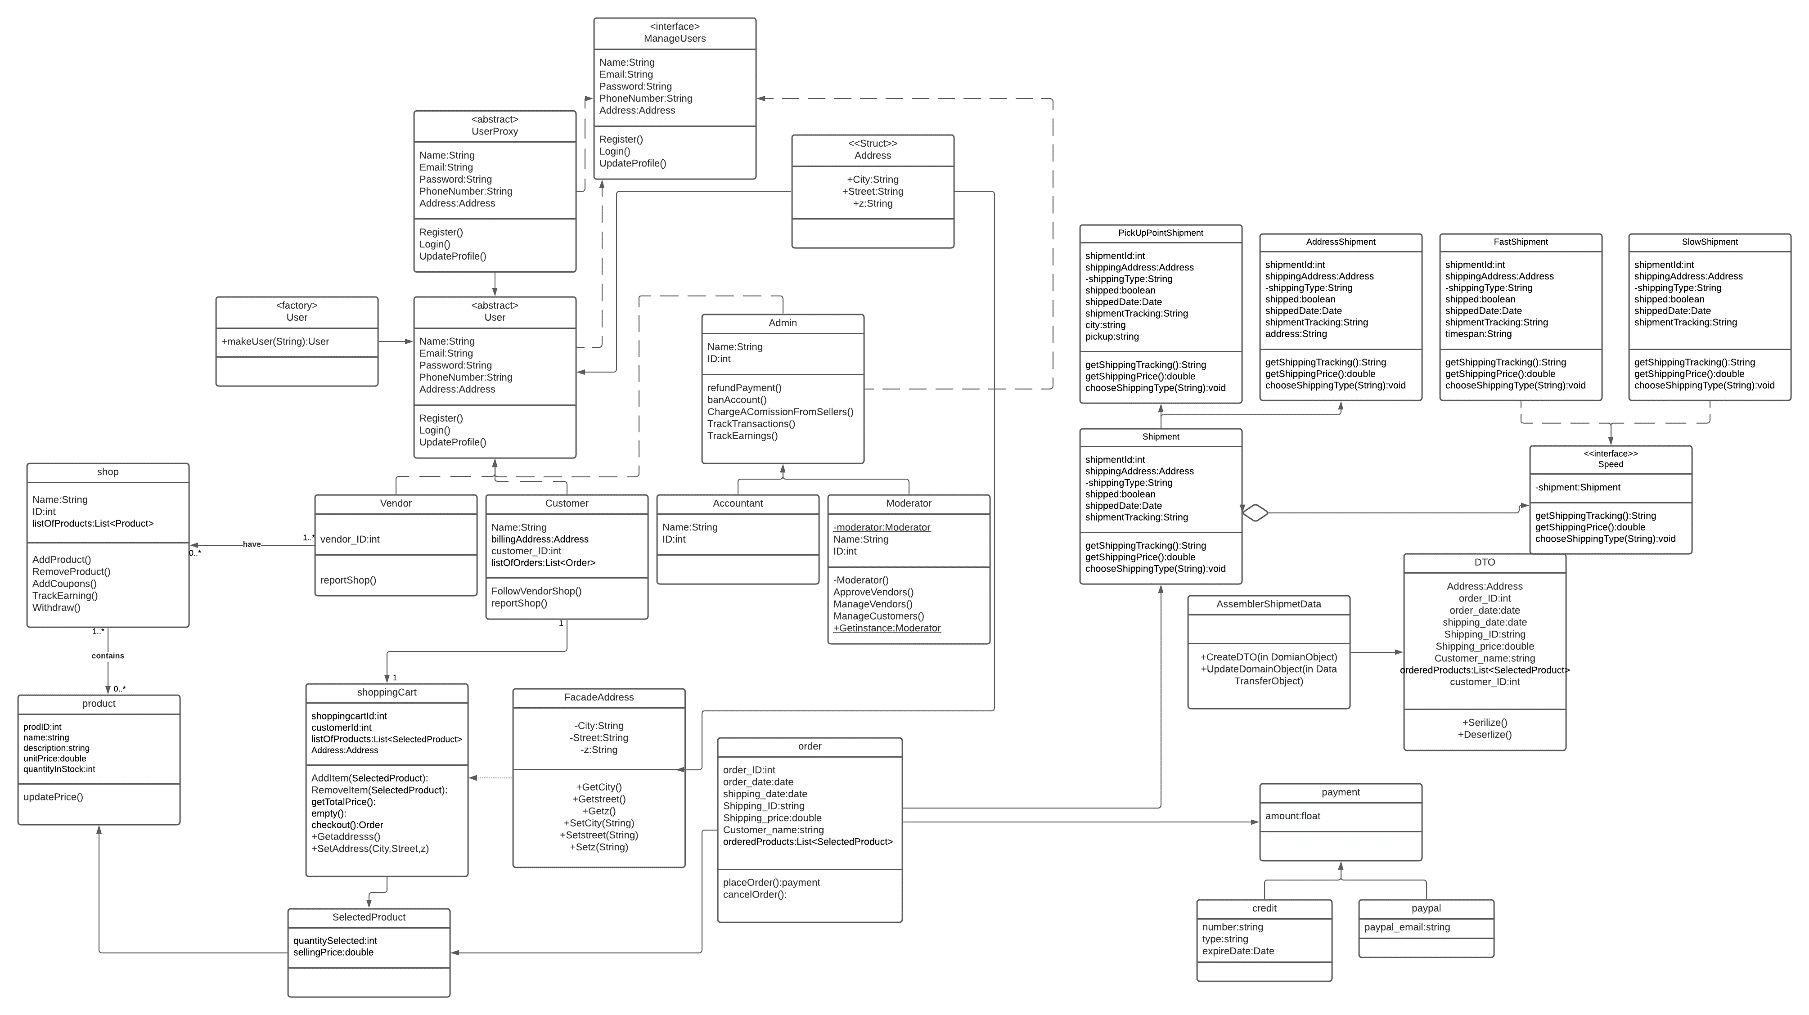 <interface>
ManageUsers
Name:String
Email:String
Password:String
PhoneNumber:String
Address:Address
Register()
Login()
UpdateProfile()
<abstract>
UserProxy
Name:String
Email:String
Password:String
PhoneNumber:String
Address:Address
Register()
Login()
UpdateProfile()
<<Struct>>
Address
+City:String
+Street:String
+z:String
<factory>
User
+makeUser(String):User
<abstract>
User
Name:String
Email:String
Password:String
PhoneNumber:String
Address:Address
Register()
Login()
UpdateProfile()
Admin
Name:String
ID:int
refundPayment()
banAccount()
ChargeAComissionFromSellers()
TrackTransactions()
TrackEarnings()
PickUpPointShipment
shipmentId:int
shippingAddress:Address
-shippingType:String
shipped:boolean
shippedDate:Date
shipmentTracking:String
city:string
pickup:string
getShippingTracking():String
getShippingPrice():double
chooseShippingType(String):void
AddressShipment
shipmentId:int
shippingAddress:Address
-shippingType:String
shipped:boolean
shippedDate:Date
shipmentTracking:String
address:String
getShippingTracking():String
getShippingPrice():double
chooseShippingType(String):void
FastShipment
shipmentId:int
shippingAddress:Address
-shippingType:String
shipped:boolean
shippedDate:Date
shipmentTracking:String
timespan:String
getShippingTracking():String
getShippingPrice():double
chooseShippingType(String):void
SlowShipment
shipmentId:int
shippingAddress:Address
-shippingType:String
shipped:boolean
shippedDate:Date
shipmentTracking:String
getShippingTracking():String
getShippingPrice():double
chooseShippingType(String):void
shop
Name:String
ID:int
listOfProducts:List<Product>
AddProduct()
RemoveProduct()
AddCoupons()
TrackEarning()
Withdraw()
have
1..*
0..*
Vendor
vendor_ID:int
reportShop()
Customer
Name:String
billingAddress:Address
customer_ID:int
listOfOrders:List<Order>
FollowVendorShop()
reportShop()
Accountant
Name:String
ID:int
Moderator
-moderator:Moderator
Name:String
ID:int
-Moderator()
ApproveVendors()
ManageVendors()
ManageCustomers()
+Getinstance:Moderator
Shipment
shipmentId:int
shippingAddress:Address
-shippingType:String
shipped:boolean
shippedDate:Date
shipmentTracking:String
getShippingTracking():String
getShippingPrice():double
chooseShippingType(String):void
<<interface>>
Speed
-shipment:Shipment
getShippingTracking():String
getShippingPrice():double
chooseShippingType(String):void
DTO
Address:Address
order_ID:int
order_date:date
shipping_date:date
Shipping_ID:string
Shipping_price:double
Customer_name:string
orderedProducts:List<SelectedProduct>
customer_ID:int
+Serilize()
+Deserlize()
AssemblerShipmetData
+CreateDTO(in DomianObject)
+UpdateDomainObject(in Data
TransferObject)
1..*
contains
0..*
1
1
product
prodID:int
name:string
description:string
unitPrice:double
quantityInStock:int
updatePrice()
shoppingCart
shoppingcartId:int
customerId:int
listOfProducts:List<SelectedProduct>
Address:Address
AddItem(SelectedProduct):
RemoveItem(SelectedProduct):
getTotalPrice():
empty():
checkout():Order
+Getaddresss()
+SetAddress(City,Street,z)
FacadeAddress
-City:String
-Street:String
-z:String
+GetCity()
+Getstreet()
+Getz()
+SetCity(String)
+Setstreet(String)
+Setz(String)
order
order_ID:int
order_date:date
shipping_date:date
Shipping_ID:string
Shipping_price:double
Customer_name:string
orderedProducts:List<SelectedProduct>
placeOrder():payment
cancelOrder():
payment
amount:float
SelectedProduct
quantitySelected:int
sellingPrice:double
credit
number:string
type:string
expireDate:Date
paypal
paypal_email:string